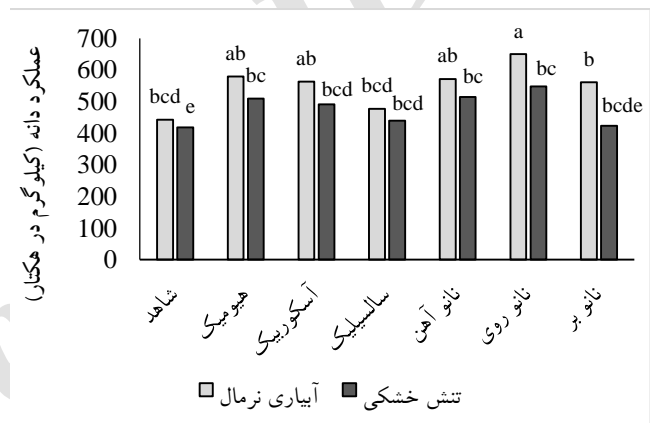 عملکرد دانه (کیلوگرم در هکتار)
700
600
500
400
300
200
100
0
bcd
e
ab
bc
ab
bcd
bcd
bcd
ab
bc
a
bc
b
bcde
شاهد
هیومیک
آسکوربیک
سالسیلیک
نانو آهن
نانو روی
نانو بر
آبیاری نرمال
تنش خشکی